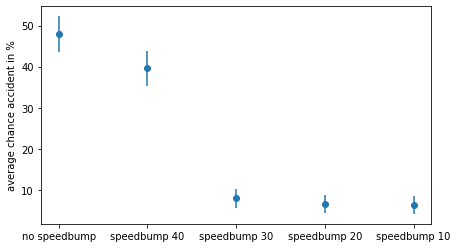 average chance accident in %
50
40
30
20
10
no speedbump speedbump 40 speedbump 30 speedbump 20 speedbump 10